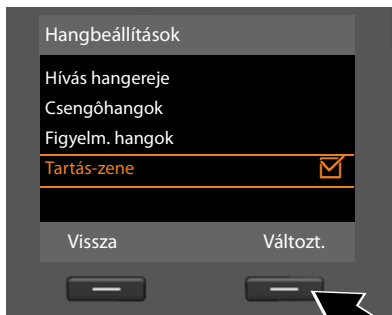 Hangbeállítások
Hívás hangereje
Csengôhangok
Figyelm. hangok
Tartás-zene
Vissza Változt.